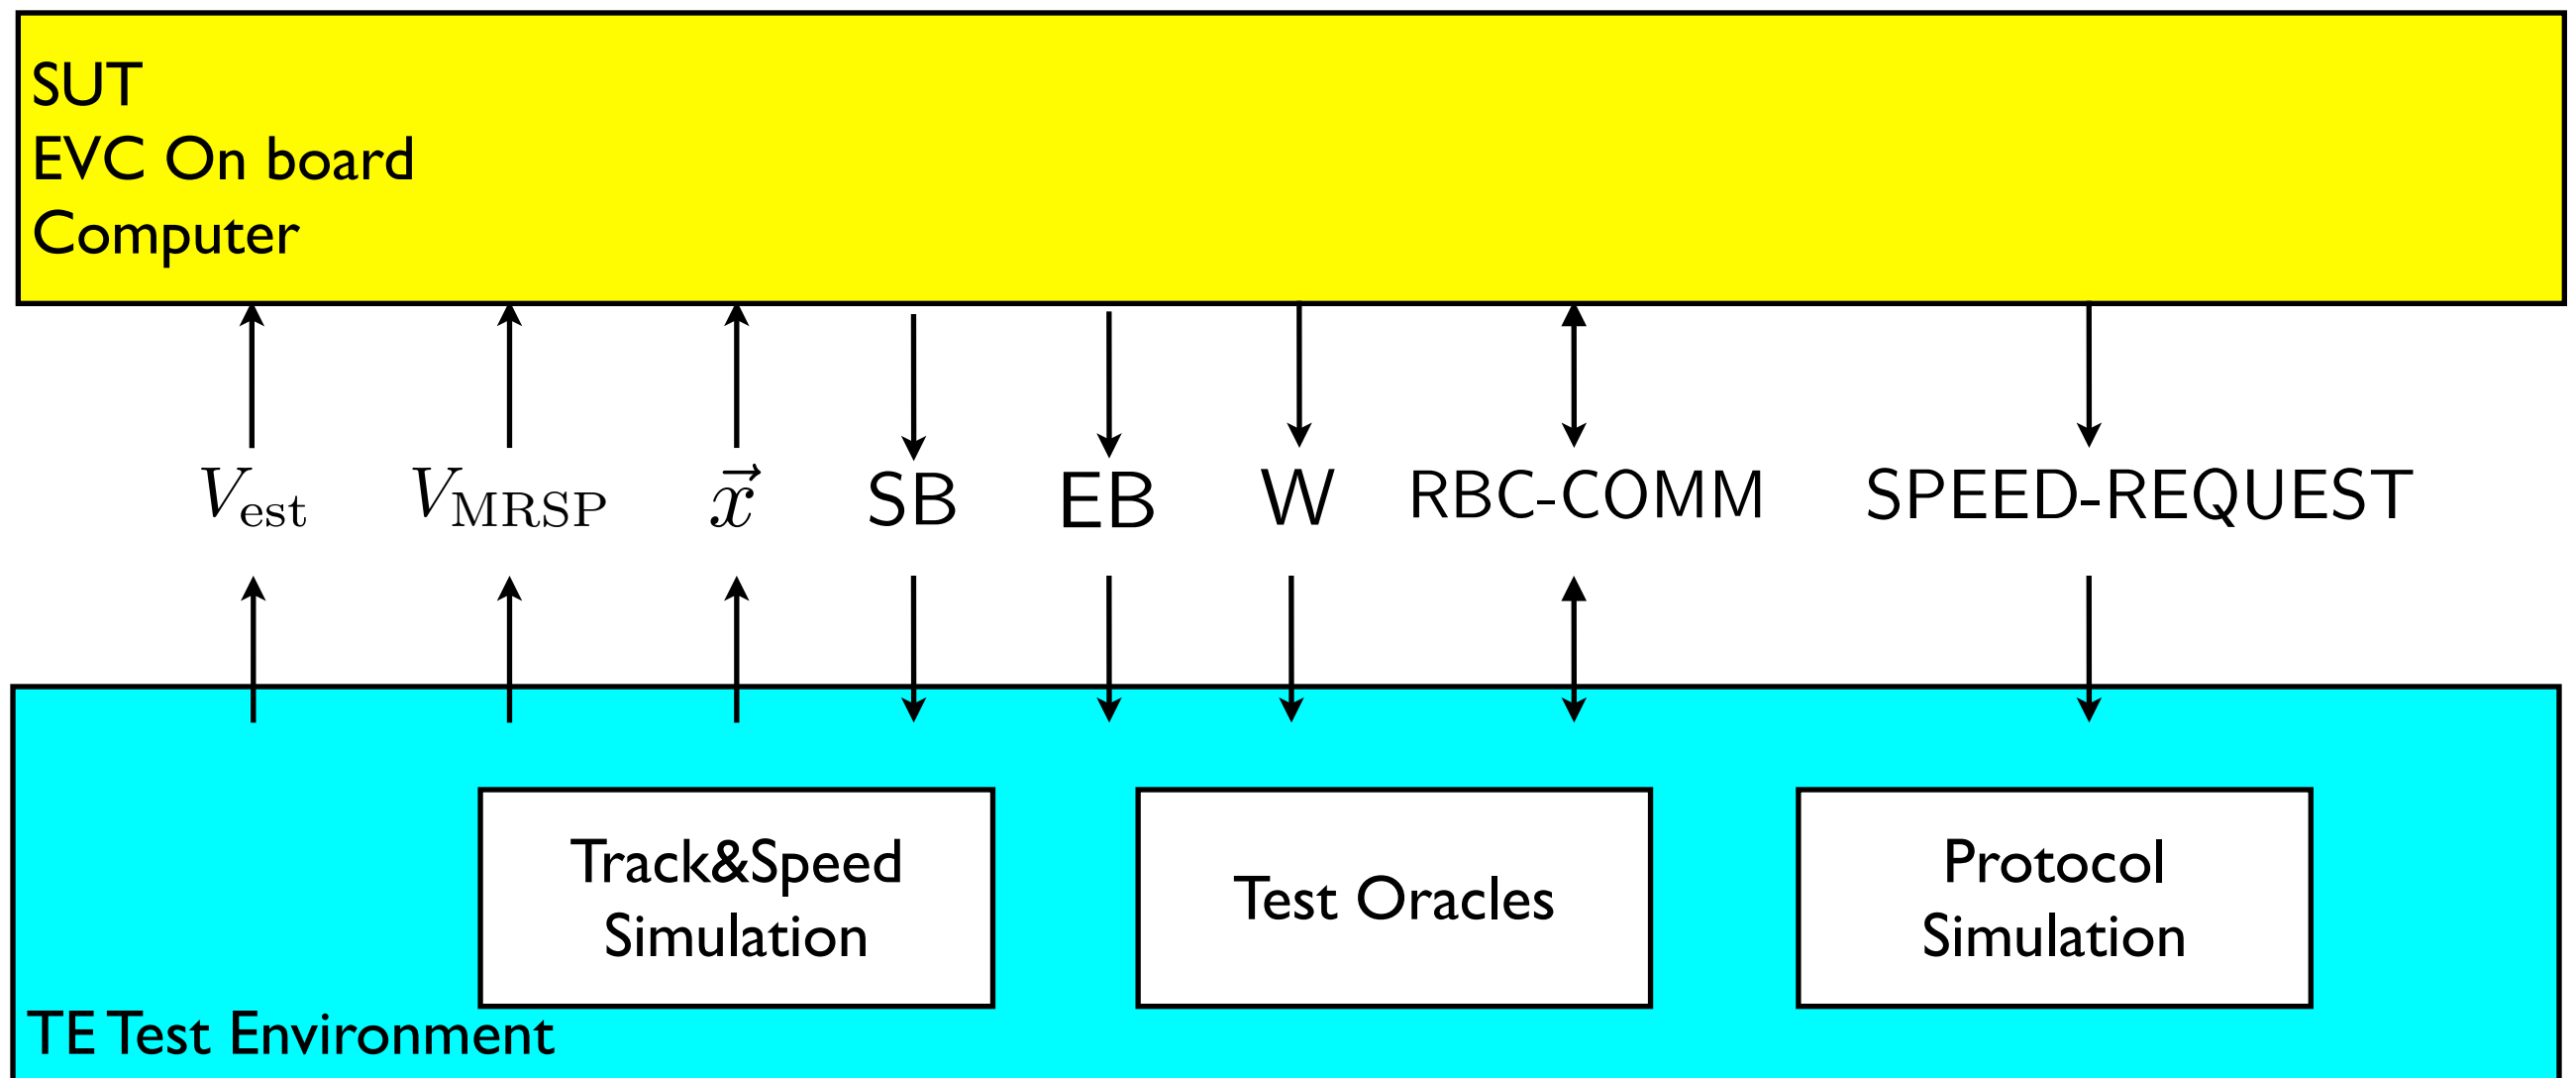 SUT
EVC On board
Computer
V_est V_MRSP x⃗ SB EB W RBC-COMM SPEED-REQUEST
Track&Speed
Simulation
Test Oracles
Protocol
Simulation
TE Test Environment